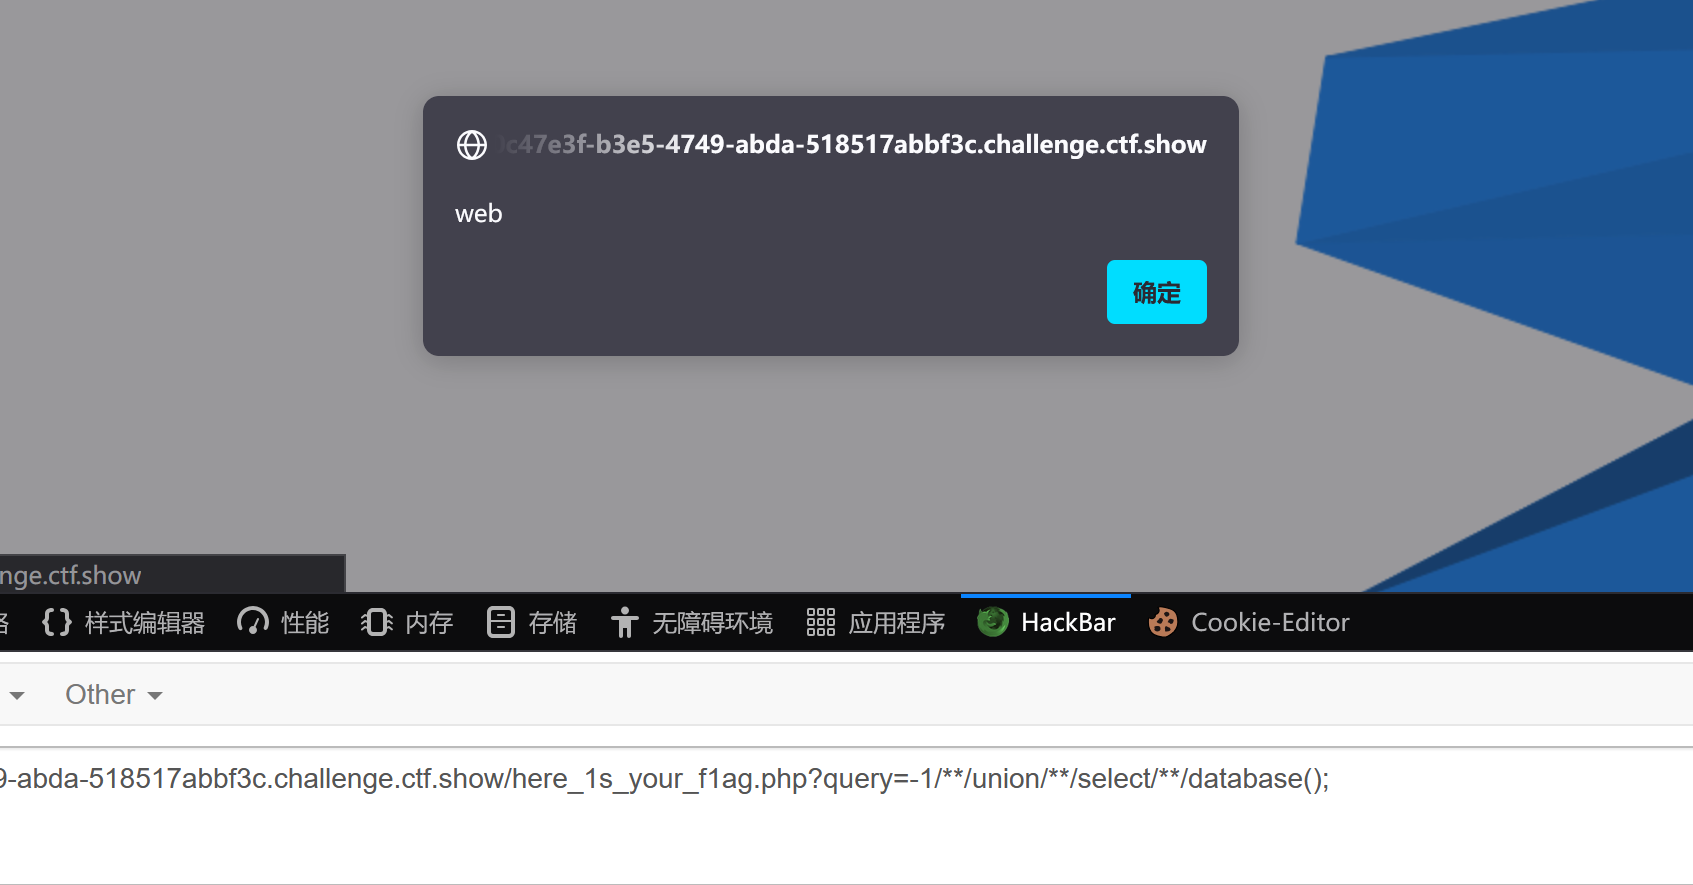 c47e3f-b3e5-4749-abda-518517abbf3c.challenge.ctf.show
web
确定
nge.ctf.show
样式编辑器 性能 内存 存储 无障碍环境 应用程序 HackBar Cookie-Editor
Other
9-abda-518517abbf3c.challenge.ctf.show/here_1s_your_f1ag.php?query=-1/**/union/**/select/**/database();